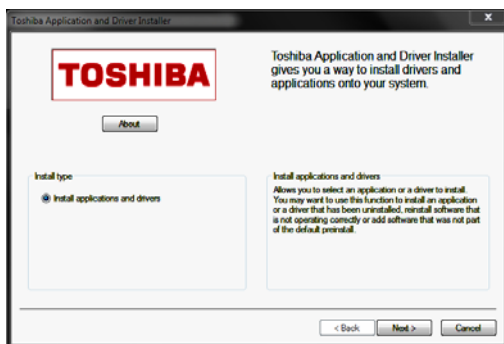 Toshiba Application and Driver Installer
x
TOSHIBA
Toshiba Application and Driver Installer
gives you a way to install drivers and
applications onto your system.
About
Install type
Install applications and drivers
Install applications and drivers
Allows you to select an application or a driver to install.
You may want to use this function to install an application
or a driver that has been uninstalled, reinstall software that
is not operating correctly or add software that was not part
of the default preinstall.
< Back
Next >
Cancel